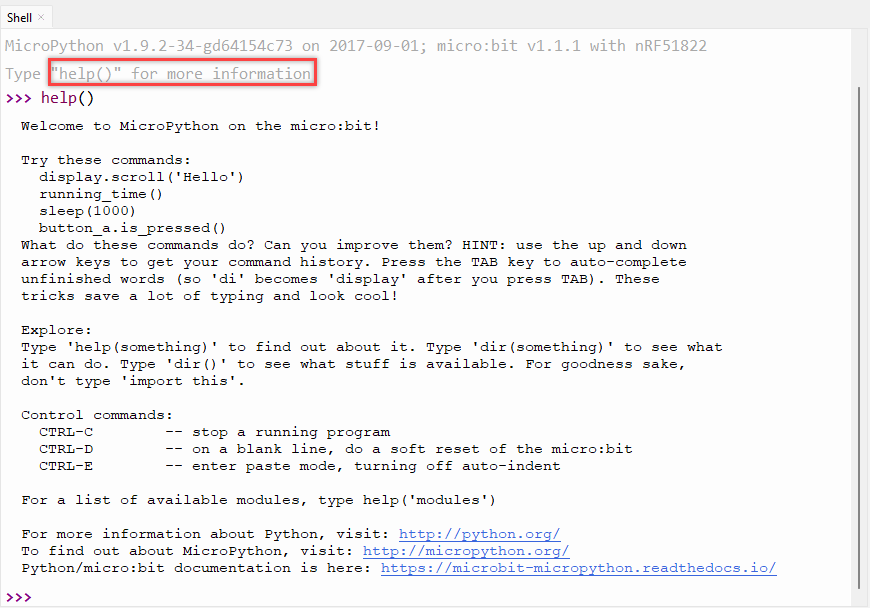 Shell ×
MicroPython v1.9.2-34-gd64154c73 on 2017-09-01; micro:bit v1.1.1 with nRF51822
Type "help()" for more information
>>> help()
Welcome to MicroPython on the micro:bit!
Try these commands:
display.scroll('Hello')
running_time()
sleep(1000)
button_a.is_pressed()
What do these commands do? Can you improve them? HINT: use the up and down
arrow keys to get your command history. Press the TAB key to auto-complete
unfinished words (so 'di' becomes 'display' after you press TAB). These
tricks save a lot of typing and look cool!
Explore:
Type 'help(something)' to find out about it. Type 'dir(something)' to see what
it can do. Type 'dir()' to see what stuff is available. For goodness sake,
don't type 'import this'.
Control commands:
CTRL-C -- stop a running program
CTRL-D -- on a blank line, do a soft reset of the micro:bit
CTRL-E -- enter paste mode, turning off auto-indent
For a list of available modules, type help('modules')
For more information about Python, visit: http://python.org/
To find out about MicroPython, visit: http://micropython.org/
Python/micro:bit documentation is here: https://microbit-micropython.readthedocs.io/
>>>